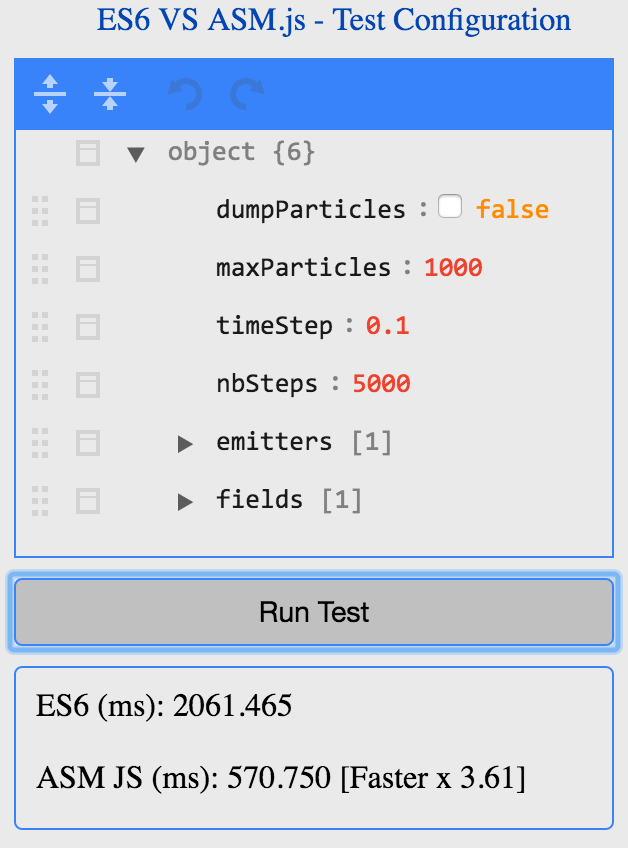 ES6 VS ASM.js - Test Configuration
object {6}
dumpParticles : false
maxParticles : 1000
timeStep : 0.1
nbSteps : 5000
emitters [1]
fields [1]
Run Test
ES6 (ms): 2061.465
ASM JS (ms): 570.750 [Faster x 3.61]